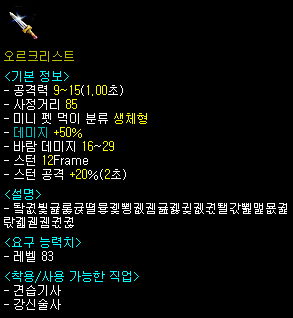 오르크리스트
<기본 정보>
- 공격력 9~15(1,00초)
- 사정거리 85
- 미니 펫 먹이 분류 생체형
- 데미지 +50%
- 바람 데미지 16~29
- 스턴 12Frame
- 스턴 공격 +20%(2초)
<설명>
<요구 능력치>
- 레벨 83
<착용/사용 가능한 직업>
- 견습기사
- 강신술사